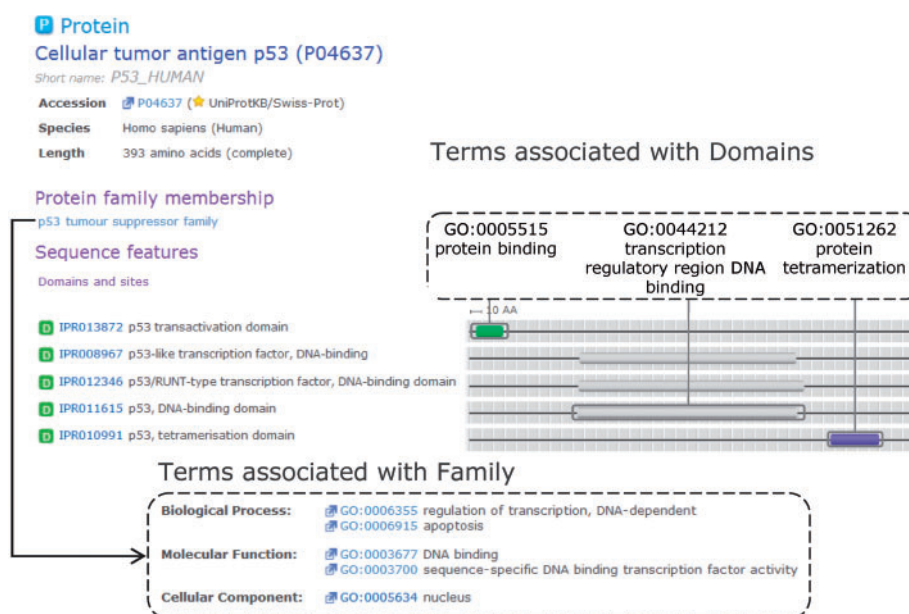 P Protein
Cellular tumor antigen p53 (P04637)
Short name: P53_HUMAN
Accession P04637 (UniProtKB/Swiss-Prot)
Species Homo sapiens (Human)
Length 393 amino acids (complete)
Terms associated with Domains
Protein family membership
p53 tumour suppressor family
GO:0005515 GO:0044212 GO:0051262
protein binding transcription protein
regulatory region DNA tetramerization
binding
Sequence features
Domains and sites
10 AA
D IPR013872 p53 transactivation domain
D IPR008967 p53-like transcription factor, DNA-binding
D IPR012346 p53/RUNT-type transcription factor, DNA-binding domain
D IPR011615 p53, DNA-binding domain
D IPR010991 p53, tetramerisation domain
Terms associated with Family
Biological Process: GO:0006355 regulation of transcription, DNA-dependent
GO:0006915 apoptosis
Molecular Function: GO:0003677 DNA binding
GO:0003700 sequence-specific DNA binding transcription factor activity
Cellular Component: GO:0005634 nucleus